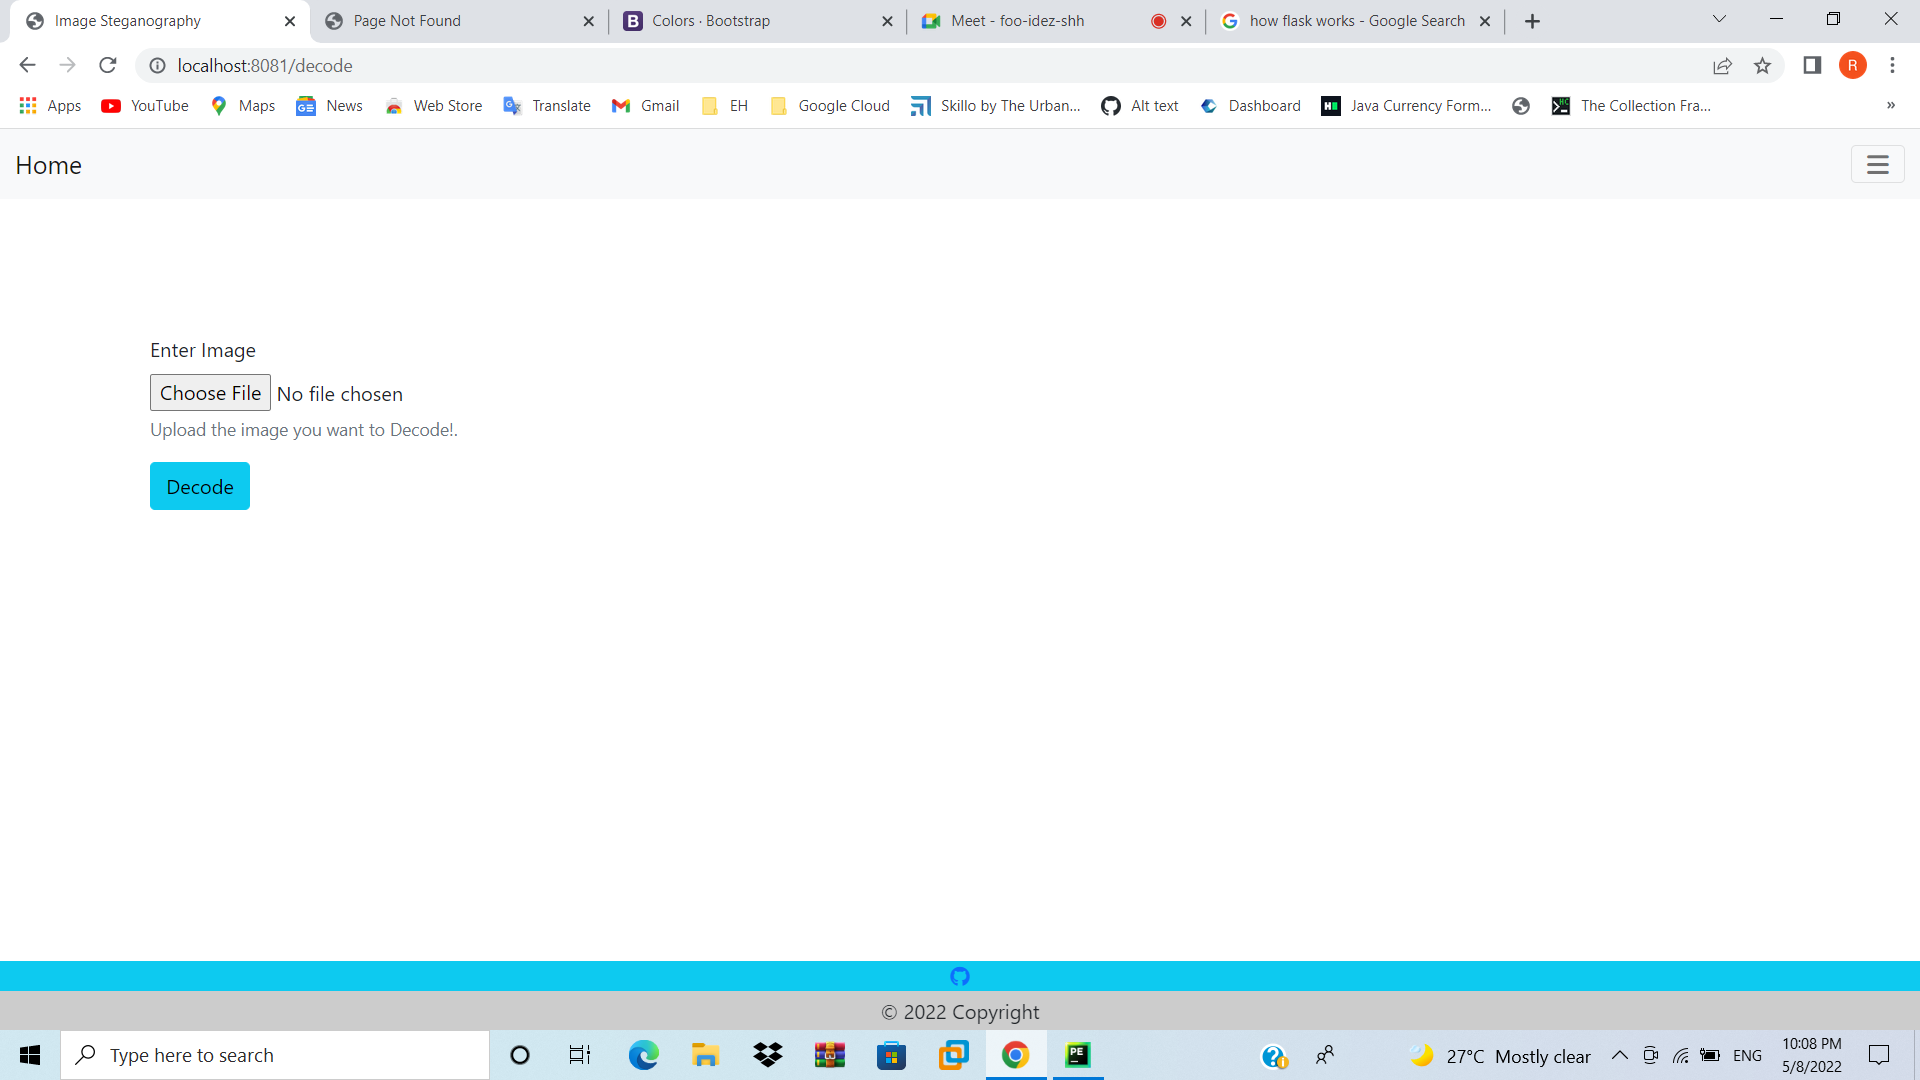 Image Steganography
Page Not Found
Colors · Bootstrap
Meet - foo-idez-shh
how flask works - Google Search
localhost:8081/decode
R
Apps
YouTube
Maps
News
Web Store
Translate
Gmail
EH
Google Cloud
Skillo by The Urban...
Alt text
Dashboard
Java Currency Form...
The Collection Fra...
»
Home
Enter Image
Choose File No file chosen
Upload the image you want to Decode!.
Decode
© 2022 Copyright
Type here to search
27°C Mostly clear
ENG
10:08 PM
5/8/2022